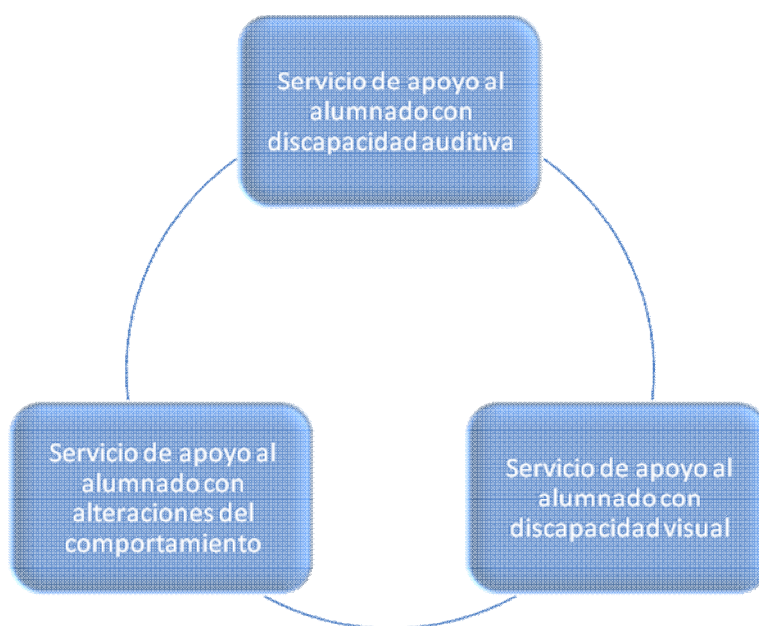 Servicio de apoyo al
alumnado con
discapacidad auditiva
Servicio de apoyo al
alumnado con
alteraciones del
comportamiento
Servicio de apoyo al
alumnado con
discapacidad visual